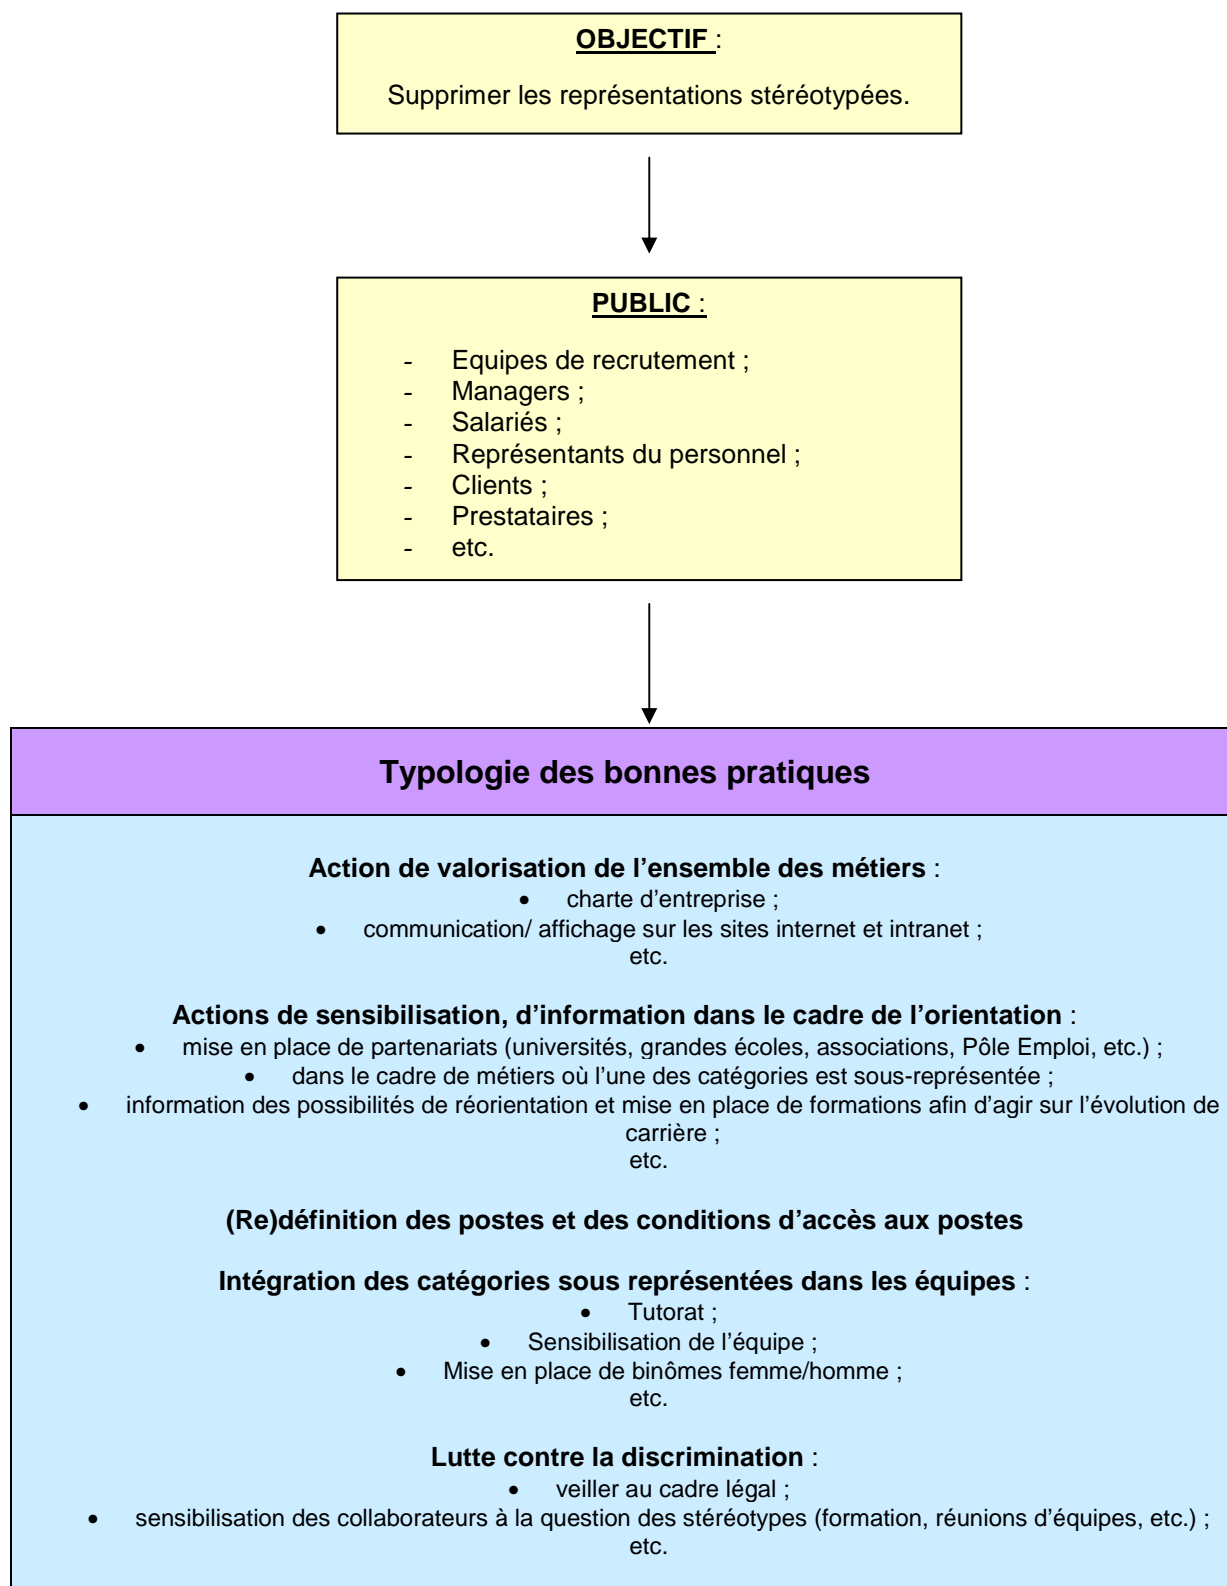 OBJECTIF :
Supprimer les représentations stéréotypées.
PUBLIC :
- Equipes de recrutement ;
- Managers ;
- Salariés ;
- Représentants du personnel ;
- Clients ;
- Prestataires ;
- etc.
Typologie des bonnes pratiques
Action de valorisation de l’ensemble des métiers :
• charte d’entreprise ;
• communication/ affichage sur les sites internet et intranet ;
etc.
Actions de sensibilisation, d’information dans le cadre de l’orientation :
• mise en place de partenariats (universités, grandes écoles, associations, Pôle Emploi, etc.) ;
• dans le cadre de métiers où l’une des catégories est sous-représentée ;
• information des possibilités de réorientation et mise en place de formations afin d’agir sur l’évolution de
carrière ;
etc.
(Re)définition des postes et des conditions d’accès aux postes
Intégration des catégories sous représentées dans les équipes :
• Tutorat ;
• Sensibilisation de l’équipe ;
• Mise en place de binômes femme/homme ;
etc.
Lutte contre la discrimination :
• veiller au cadre légal ;
• sensibilisation des collaborateurs à la question des stéréotypes (formation, réunions d’équipes, etc.) ;
etc.